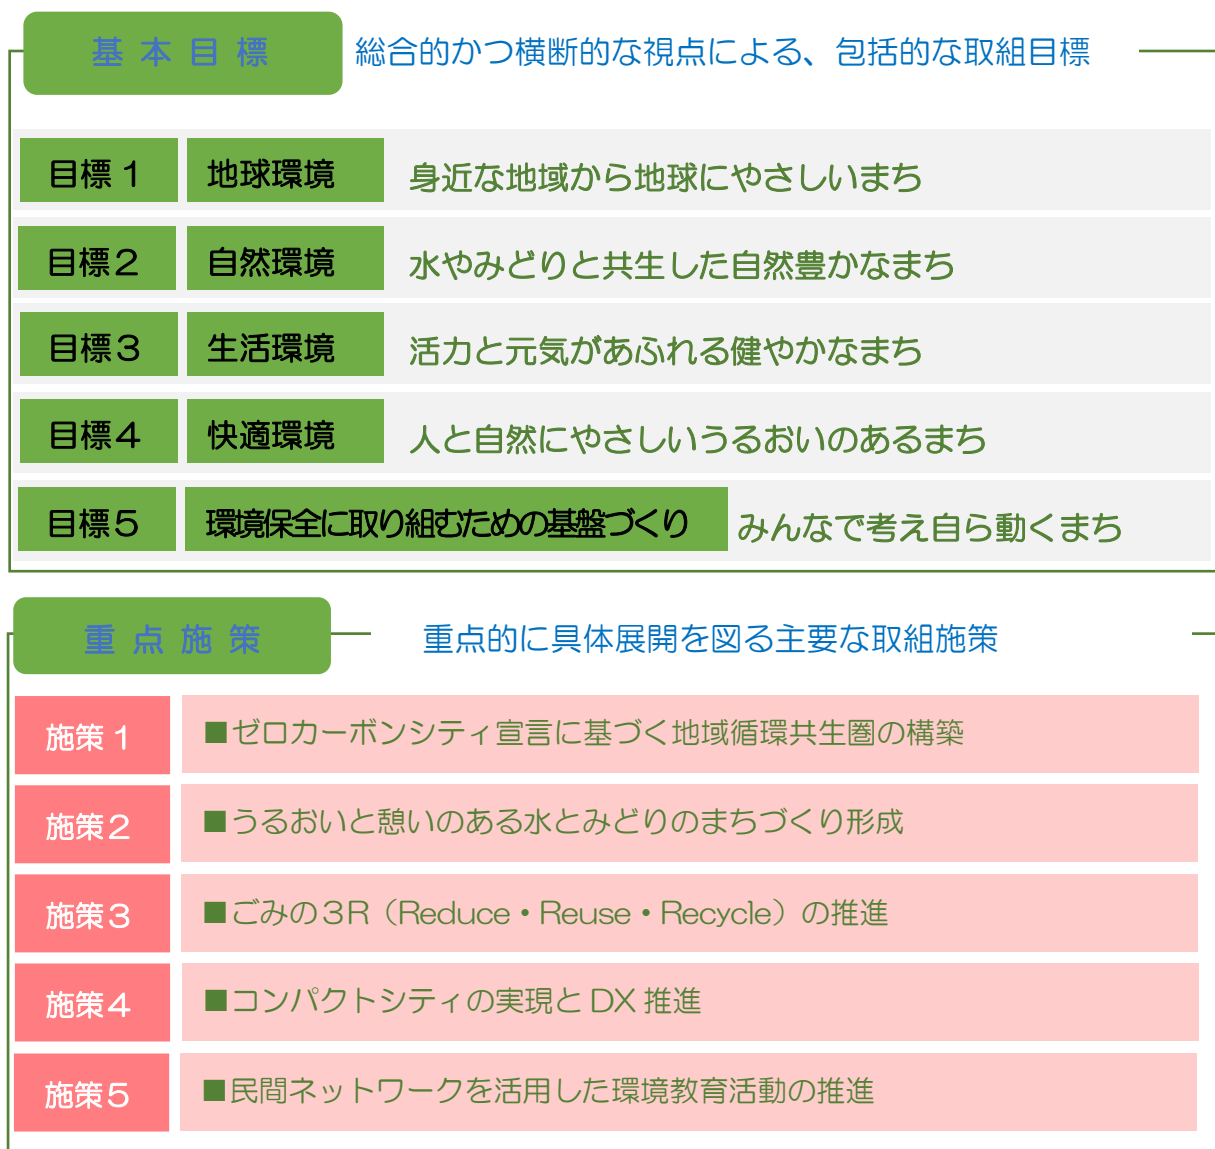 基本目標 総合的かつ横断的な視点による、包括的な取組目標
目標１ 地球環境 身近な地域から地球にやさしいまち
目標２ 自然環境 水やみどりと共生した自然豊かなまち
目標３ 生活環境 活力と元気があふれる健やかなまち
目標４ 快適環境 人と自然にやさしいうるおいのあるまち
目標５ 環境保全に取り組むための基盤づくり みんなで考え自ら動くまち
重点施策 重点的に具体展開を図る主要な取組施策
施策１ ■ゼロカーボンシティ宣言に基づく地域循環共生圏の構築
施策２ ■うるおいと憩いのある水とみどりのまちづくり形成
施策３ ■ごみの３R（Reduce・Reuse・Recycle）の推進
施策４ ■コンパクトシティの実現と DX 推進
施策５ ■民間ネットワークを活用した環境教育活動の推進